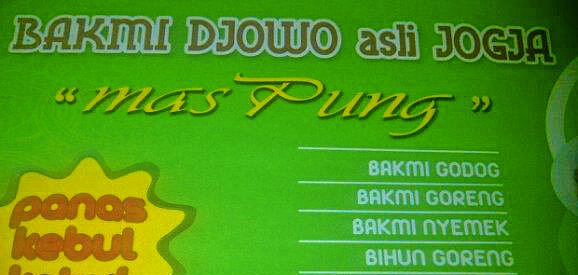 BAKMI DJOWO asli JOGJA
“mas Pung”
BAKMI GODOG
BAKMI GORENG
BAKMI NYEMEK
BIHUN GORENG
panas
kebul